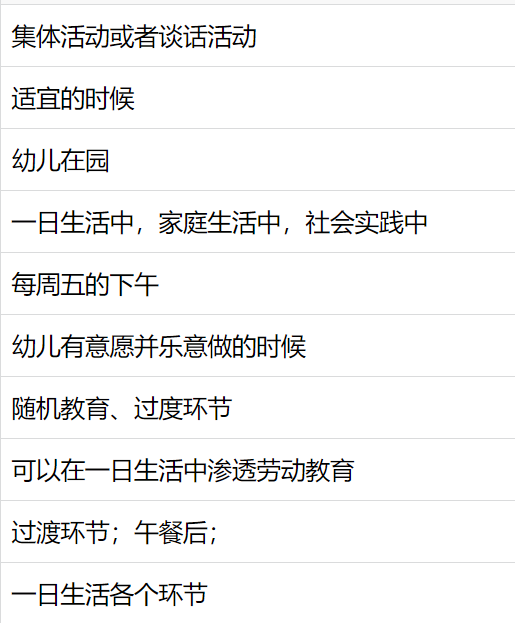 集体活动或者谈话活动
适宜的时候
幼儿在园
一日生活中，家庭生活中，社会实践中
每周五的下午
幼儿有意愿并乐意做的时候
随机教育、过度环节
可以在一日生活中渗透劳动教育
过渡环节；午餐后；
一日生活各个环节